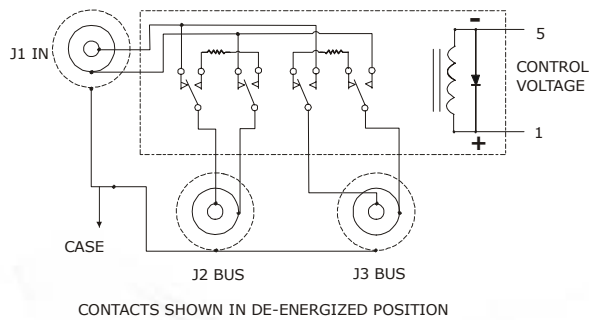 J1 IN
-
5
CONTROL
VOLTAGE
1
+
CASE
J2 BUS
J3 BUS
CONTACTS SHOWN IN DE-ENERGIZED POSITION